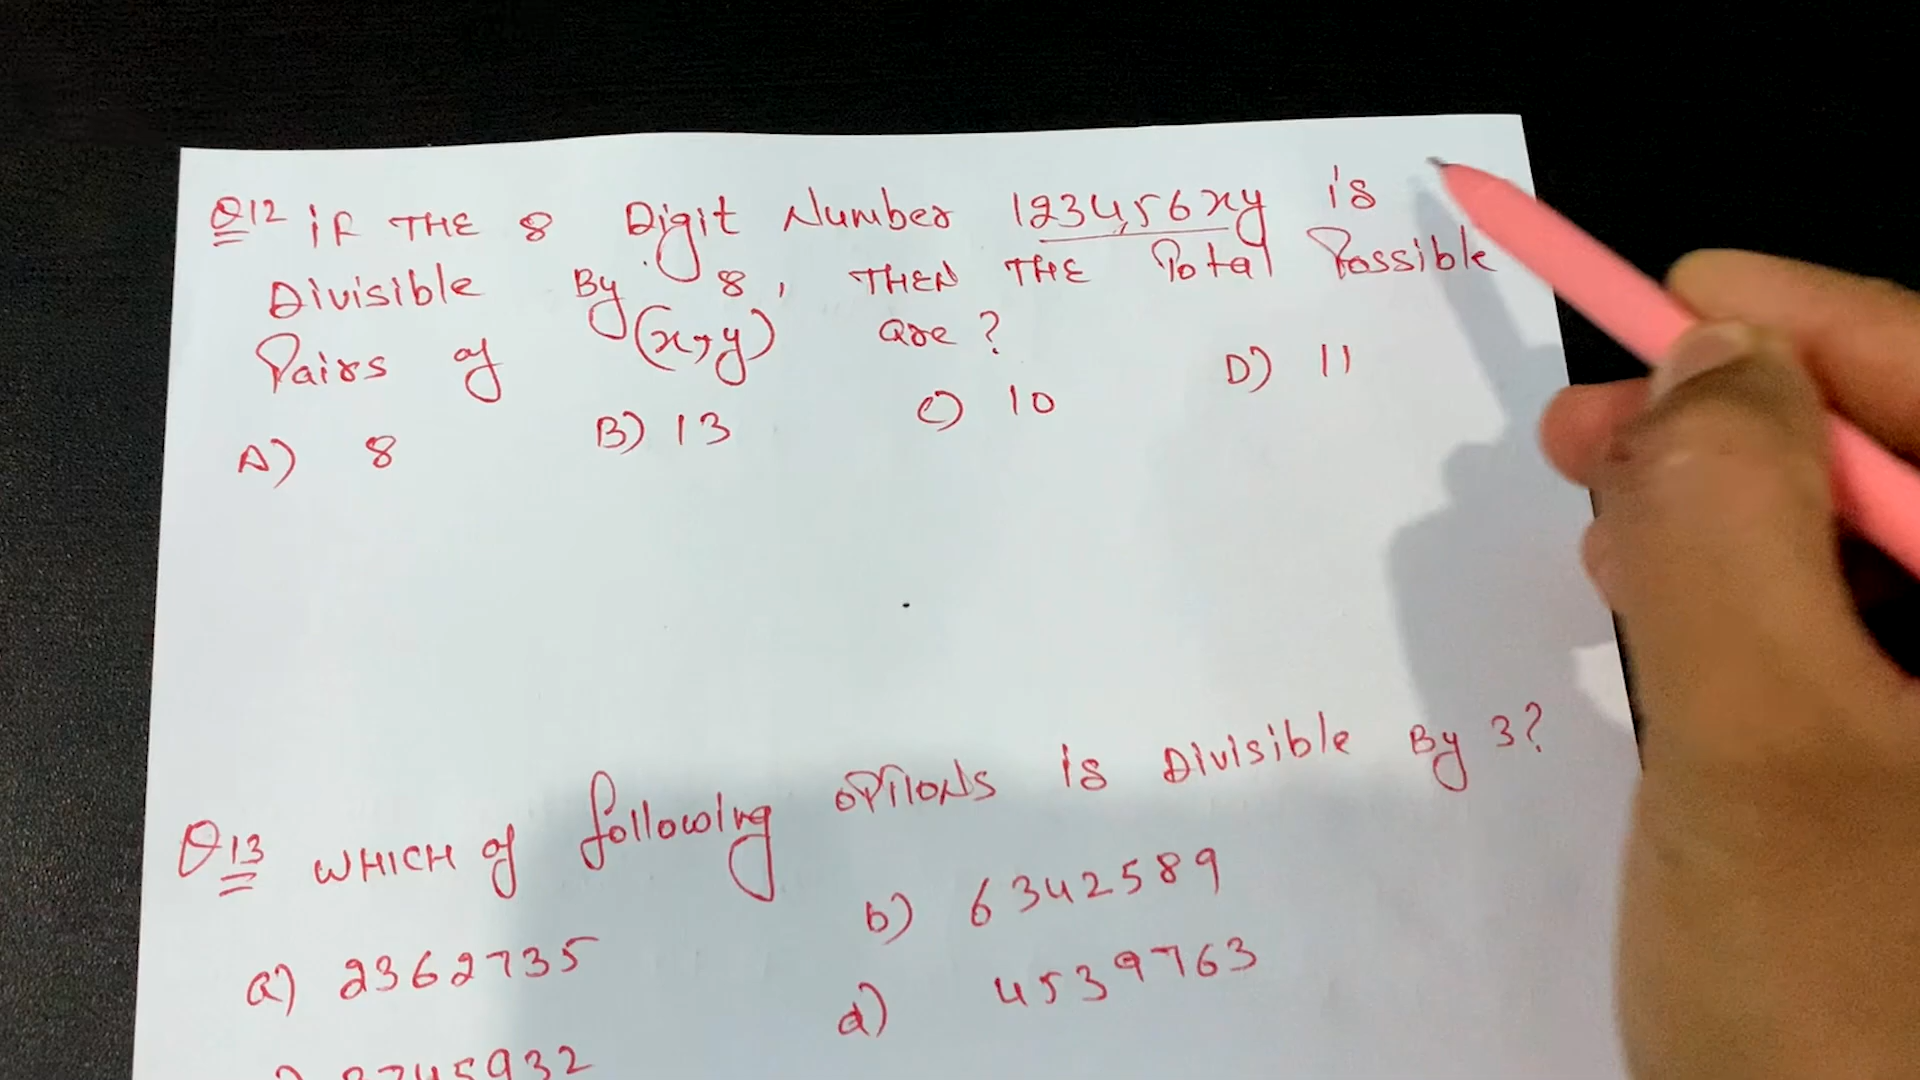 Q12 iF THE 8 Digit Number 123456xy is
Divisible By 8, THEN THE Total Possible
Pairs of (x,y) are?
A) 8 B) 13 C) 10 D) 11
Q13 WHICH of following OPTIONS is Divisible By 3?
a) 2362735 b) 6342589
d) 4539763